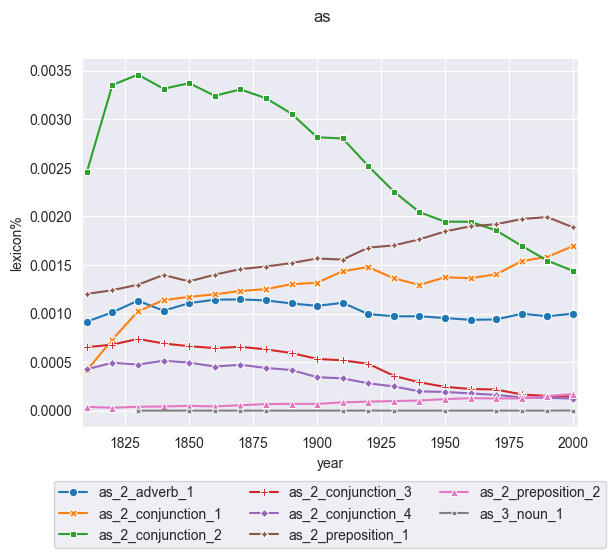 as
0.0035
0.0030
0.0025
0.0020
0.0015
0.0010
0.0005
0.0000
lexicon%
1825 1850 1875 1900 1925 1950 1975 2000
year
as_2_adverb_1 as_2_conjunction_3 as_2_preposition_2
as_2_conjunction_1 as_2_conjunction_4 as_3_noun_1
as_2_conjunction_2 as_2_preposition_1